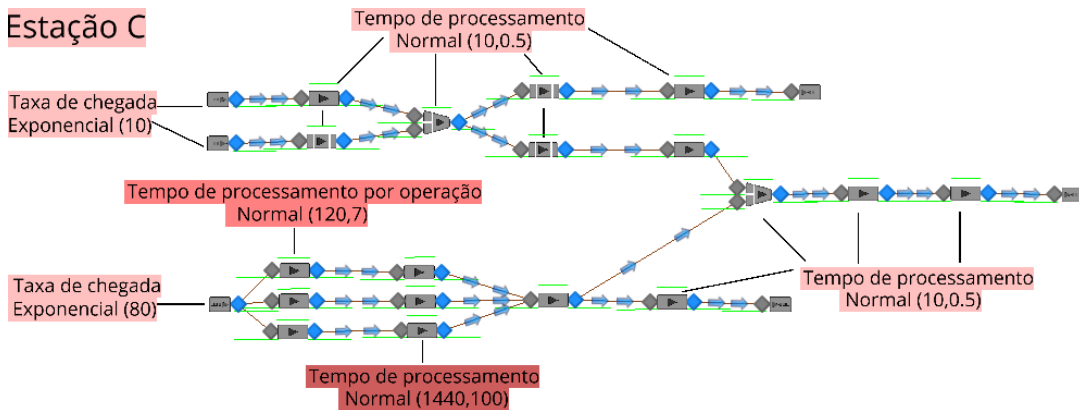 Estação C
Tempo de processamento
Normal (10,0.5)
Taxa de chegada
Exponencial (10)
Tempo de processamento por operação
Normal (120,7)
Taxa de chegada
Exponencial (80)
Tempo de processamento
Normal (10,0.5)
Tempo de processamento
Normal (1440,100)